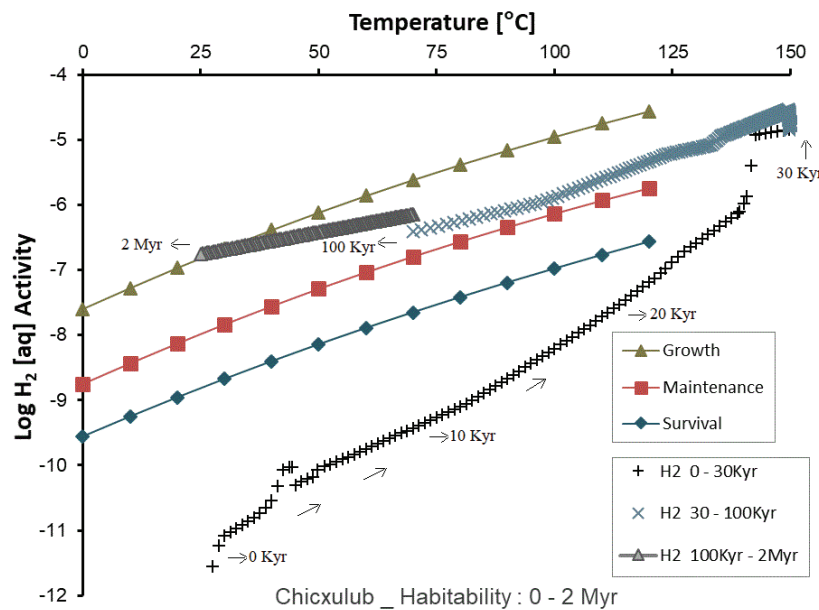 Temperature [°C]
0 25 50 75 100 125 150
Log H₂ [aq] Activity
-4
-5
-6
-7
-8
-9
-10
-11
-12
30 Kyr
2 Myr
100 Kyr
20 Kyr
10 Kyr
0 Kyr
Growth
Maintenance
Survival
H2 0 - 30Kyr
H2 30 - 100Kyr
H2 100Kyr - 2Myr
Chicxulub _ Habitability : 0 - 2 Myr